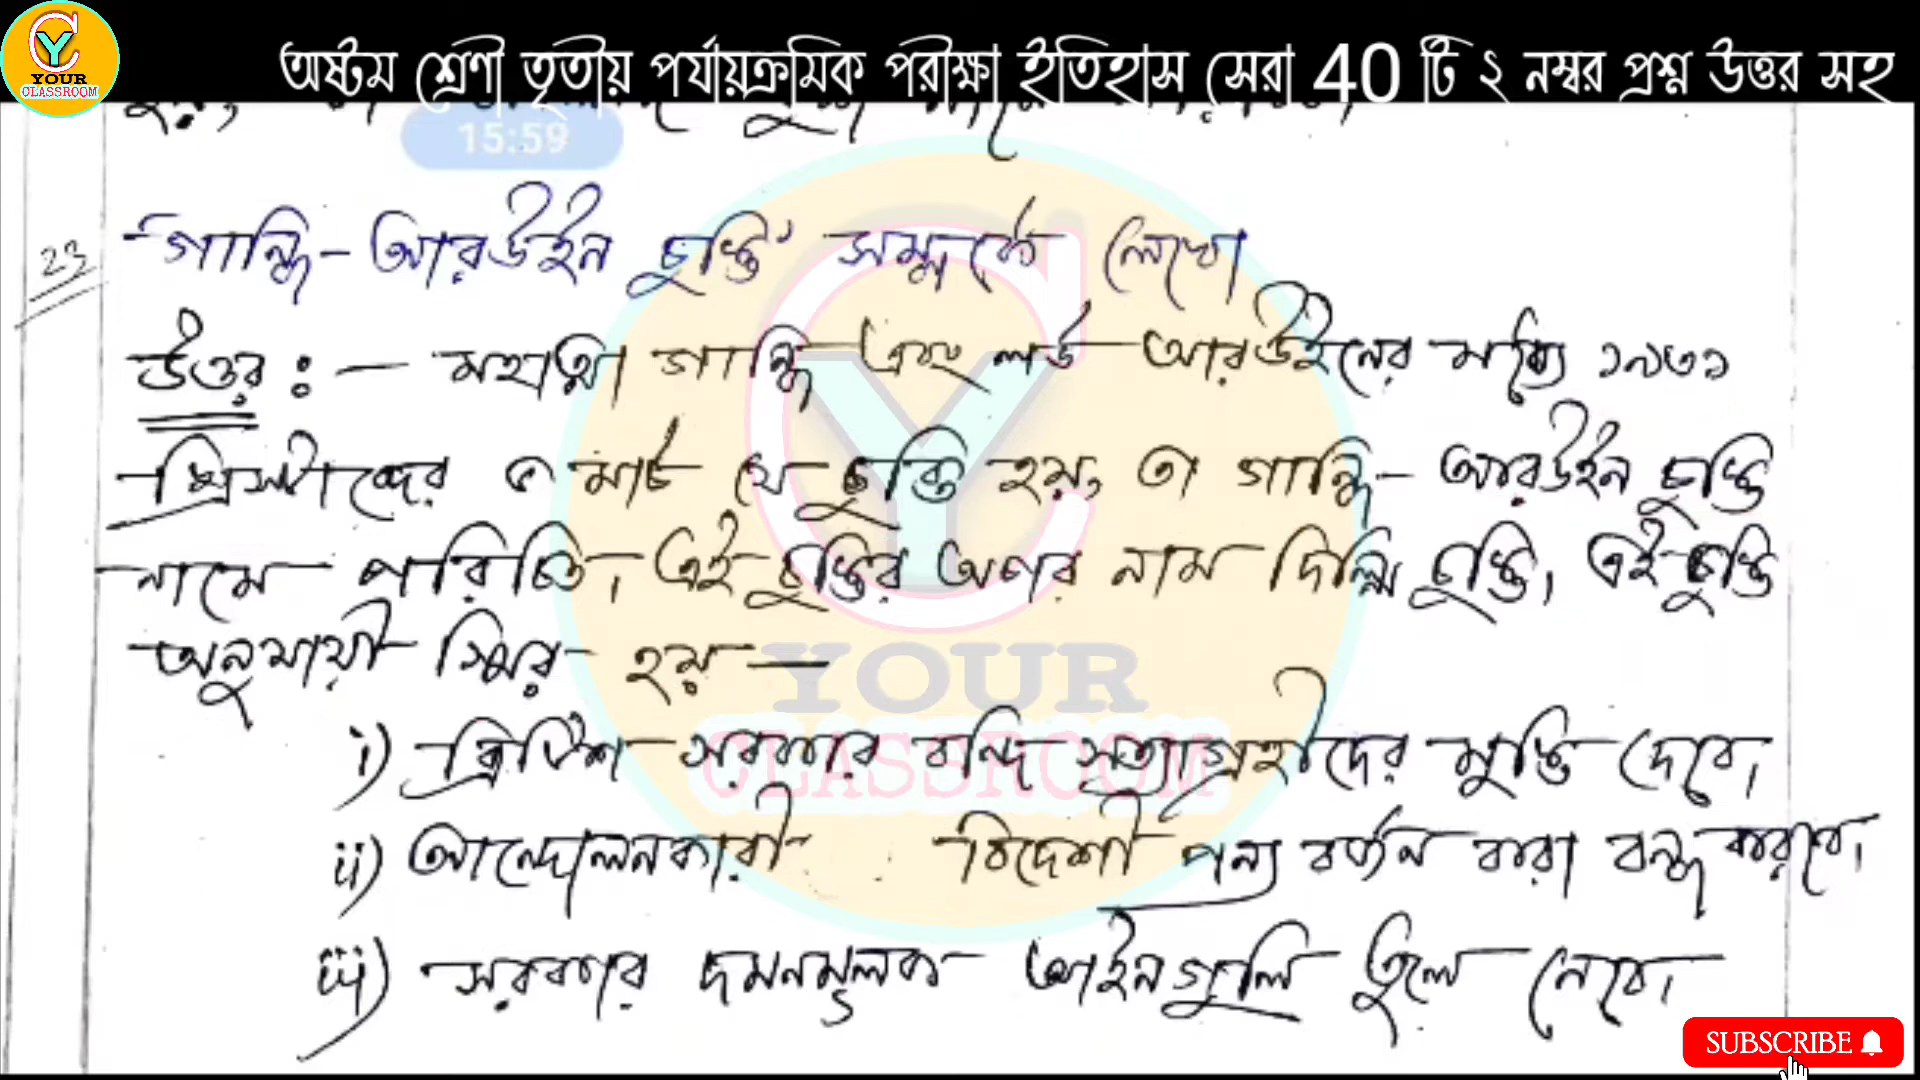 YOUR
CLASSROOM
অষ্টম শ্রেণী তৃতীয় পর্যায়ক্রমিক পরীক্ষা ইতিহাস সেরা 40 টি ২ নম্বর প্রশ্ন উত্তর সহ
15:59
23 গান্ধি-আরউইন চুক্তি সম্পর্কে লেখো
উত্তর :- মহাত্মা গান্ধি এবং লর্ড আরউইনের মধ্যে ১৯৩১
খ্রিস্টাব্দের ৫ মার্চ যে চুক্তি হয়, তা গান্ধি-আরউইন চুক্তি
নামে পরিচিত। এই চুক্তির অপর নাম দিল্লি চুক্তি। এই চুক্তি
অনুযায়ী স্থির হয় —
i) ব্রিটিশ সরকার বন্দি সত্যাগ্রহীদের মুক্তি দেবে।
ii) আন্দোলনকারী বিদেশী পন্য বর্জন করা বন্ধ করবে।
iii) সরকার দমনমূলক আইনগুলি তুলে নেবে।
YOUR
CLASSROOM
SUBSCRIBE